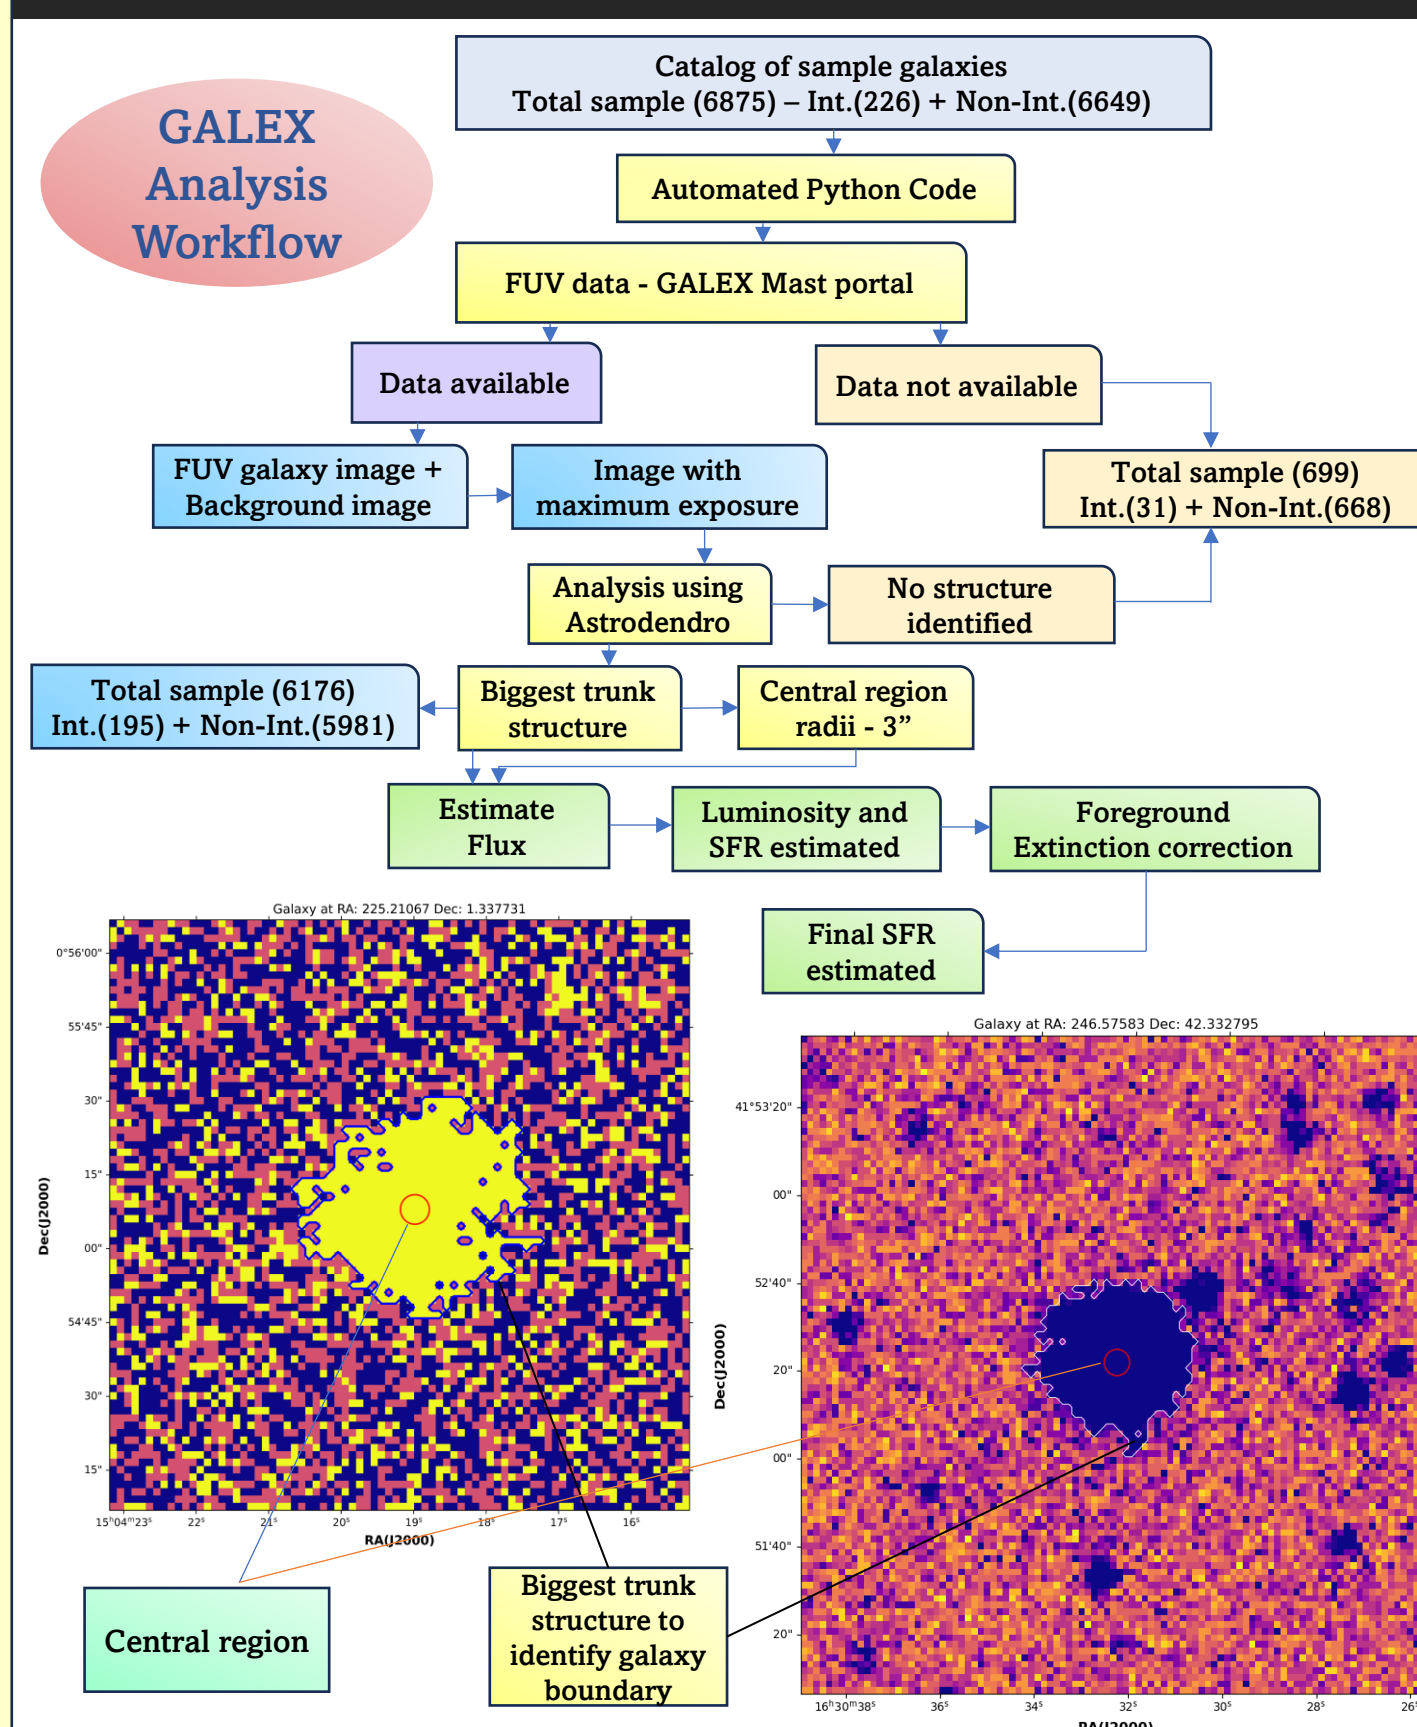 GALEX
Analysis
Workflow
Catalog of sample galaxies
Total sample (6875) – Int.(226) + Non-Int.(6649)
Automated Python Code
FUV data - GALEX Mast portal
Data available
Data not available
FUV galaxy image +
Background image
Image with
maximum exposure
Total sample (699)
Int.(31) + Non-Int.(668)
Analysis using
Astrodendro
No structure
identified
Total sample (6176)
Int.(195) + Non-Int.(5981)
Biggest trunk
structure
Central region
radii - 3”
Estimate
Flux
Luminosity and
SFR estimated
Foreground
Extinction correction
Final SFR
estimated
Galaxy at RA: 225.21067 Dec: 1.337731
0°56'00"
55'45"
30"
15"
00"
54'45"
30"
15"
Dec(J2000)
15ʰ04ᵐ23ˢ 22ˢ 21ˢ 20ˢ 19ˢ 18ˢ 17ˢ 16ˢ
RA(J2000)
Galaxy at RA: 246.57583 Dec: 42.332795
41°53'20"
00"
52'40"
20"
00"
51'40"
20"
Dec(J2000)
16ʰ30ᵐ38ˢ 36ˢ 34ˢ 32ˢ 30ˢ 28ˢ 26ˢ
RA(J2000)
Central region
Biggest trunk
structure to
identify galaxy
boundary